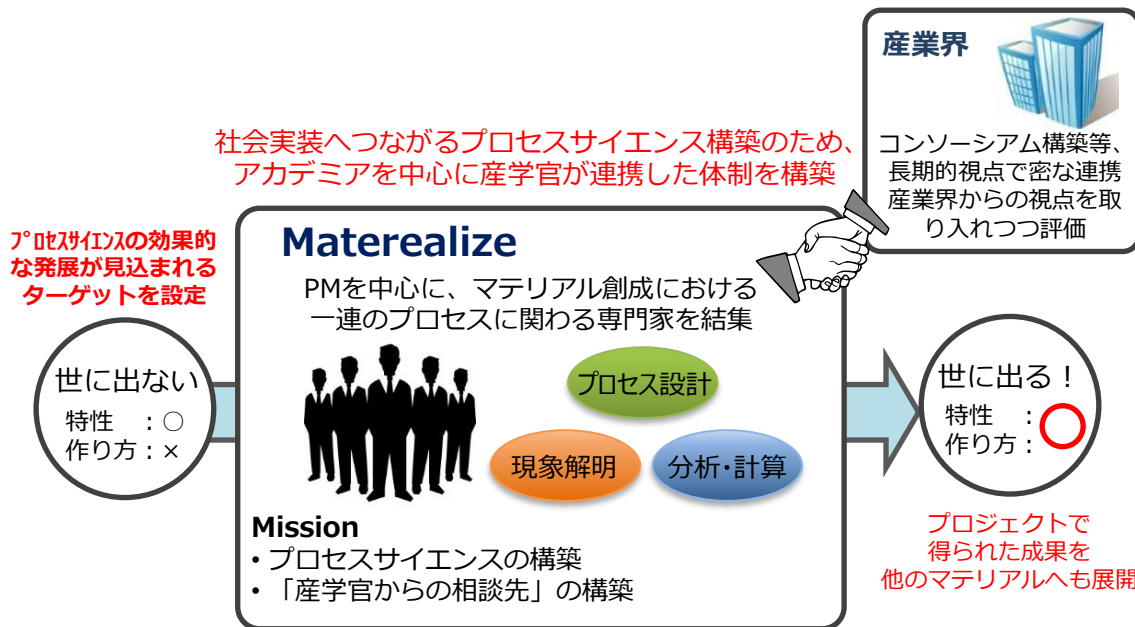 産業界
コンソーシアム構築等、
長期的視点で密な連携
産業界からの視点を取
り入れつつ評価
社会実装へつながるプロセスサイエンス構築のため、
アカデミアを中心に産学官が連携した体制を構築
ﾌﾟﾛｾｽｻｲｴﾝｽの効果的
な発展が見込まれる
ターゲットを設定
世に出ない
特性　：○
作り方：×
Materealize
PMを中心に、マテリアル創成における
一連のプロセスに関わる専門家を結集
プロセス設計
現象解明
分析・計算
Mission
• プロセスサイエンスの構築
• 「産学官からの相談先」の構築
世に出る！
特性　：
作り方：
プロジェクトで
得られた成果を
他のマテリアルへも展開